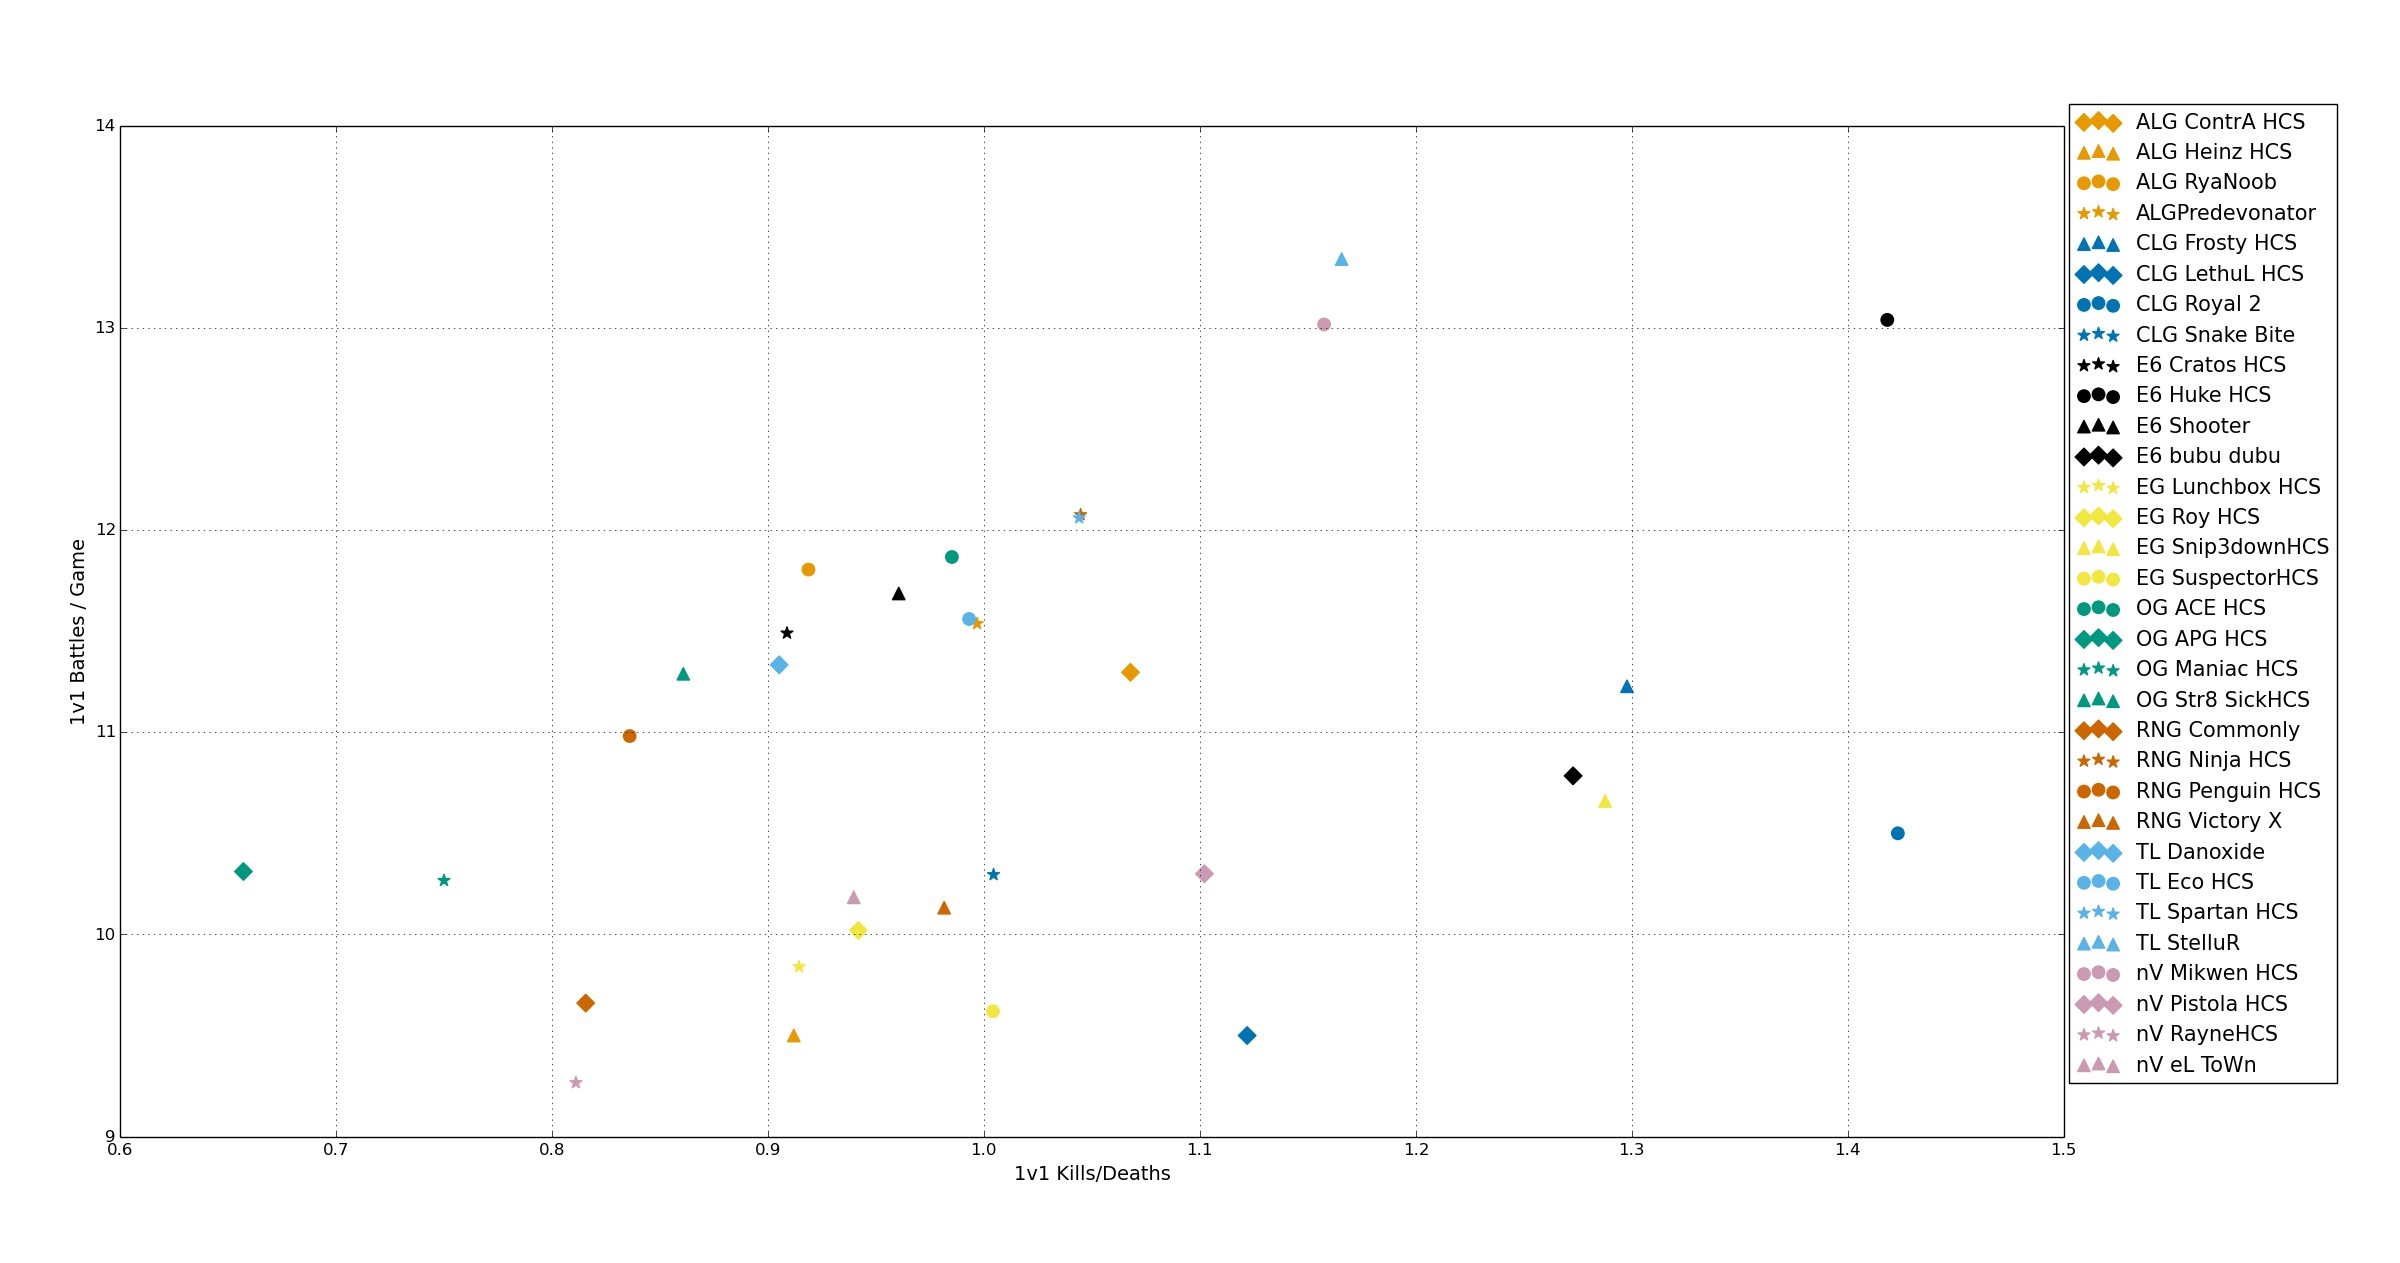 14
13
12
11
10
9
1v1 Battles / Game
0.6 0.7 0.8 0.9 1.0 1.1 1.2 1.3 1.4 1.5
1v1 Kills/Deaths
ALG ContrA HCS
ALG Heinz HCS
ALG RyaNoob
ALGPredevonator
CLG Frosty HCS
CLG LethuL HCS
CLG Royal 2
CLG Snake Bite
E6 Cratos HCS
E6 Huke HCS
E6 Shooter
E6 bubu dubu
EG Lunchbox HCS
EG Roy HCS
EG Snip3downHCS
EG SuspectorHCS
OG ACE HCS
OG APG HCS
OG Maniac HCS
OG Str8 SickHCS
RNG Commonly
RNG Ninja HCS
RNG Penguin HCS
RNG Victory X
TL Danoxide
TL Eco HCS
TL Spartan HCS
TL StelluR
nV Mikwen HCS
nV Pistola HCS
nV RayneHCS
nV eL ToWn